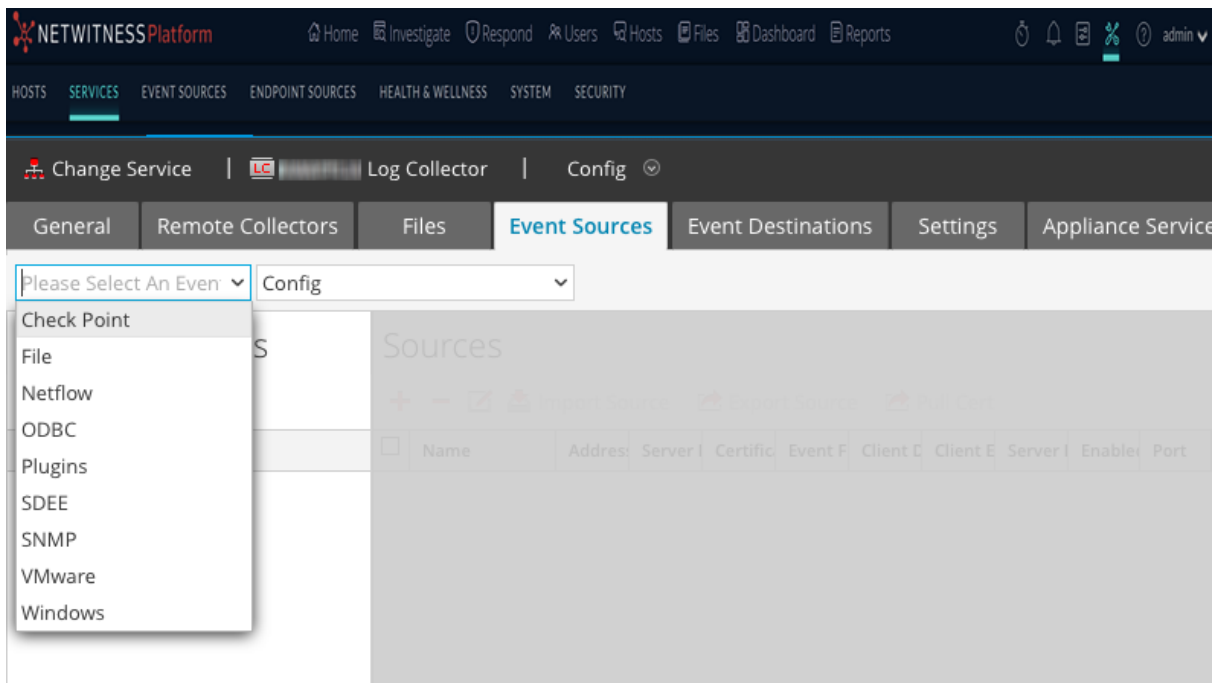 NETWITNESS Platform Home Investigate Respond Users Hosts Files Dashboard Reports admin
HOSTS SERVICES EVENT SOURCES ENDPOINT SOURCES HEALTH & WELLNESS SYSTEM SECURITY
Change Service | LC Log Collector | Config
General Remote Collectors Files Event Sources Event Destinations Settings Appliance Service
Please Select An Even Config
Check Point
s Sources
File
Netflow
Import Source Export Source Pull Cert
ODBC
Name Address Server Certific Event F Client D Client E Server Enable Port
Plugins
SDEE
SNMP
VMware
Windows